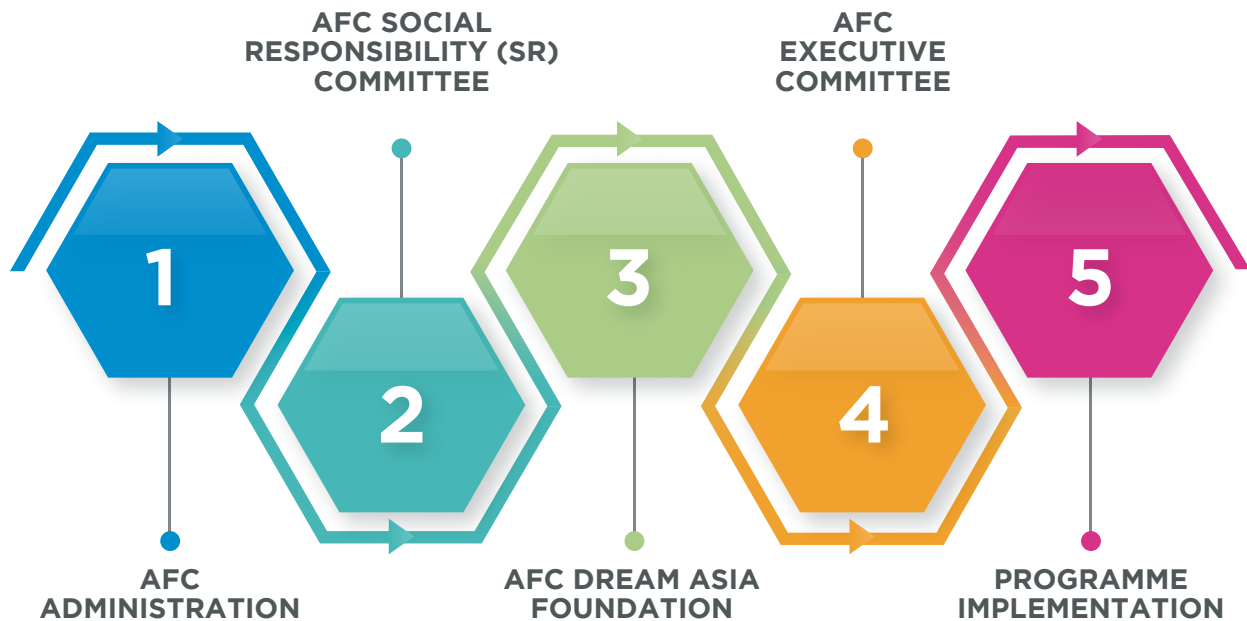 AFC SOCIAL
RESPONSIBILITY (SR)
COMMITTEE
AFC
EXECUTIVE
COMMITTEE
1
2
3
4
5
AFC
ADMINISTRATION
AFC DREAM ASIA
FOUNDATION
PROGRAMME
IMPLEMENTATION